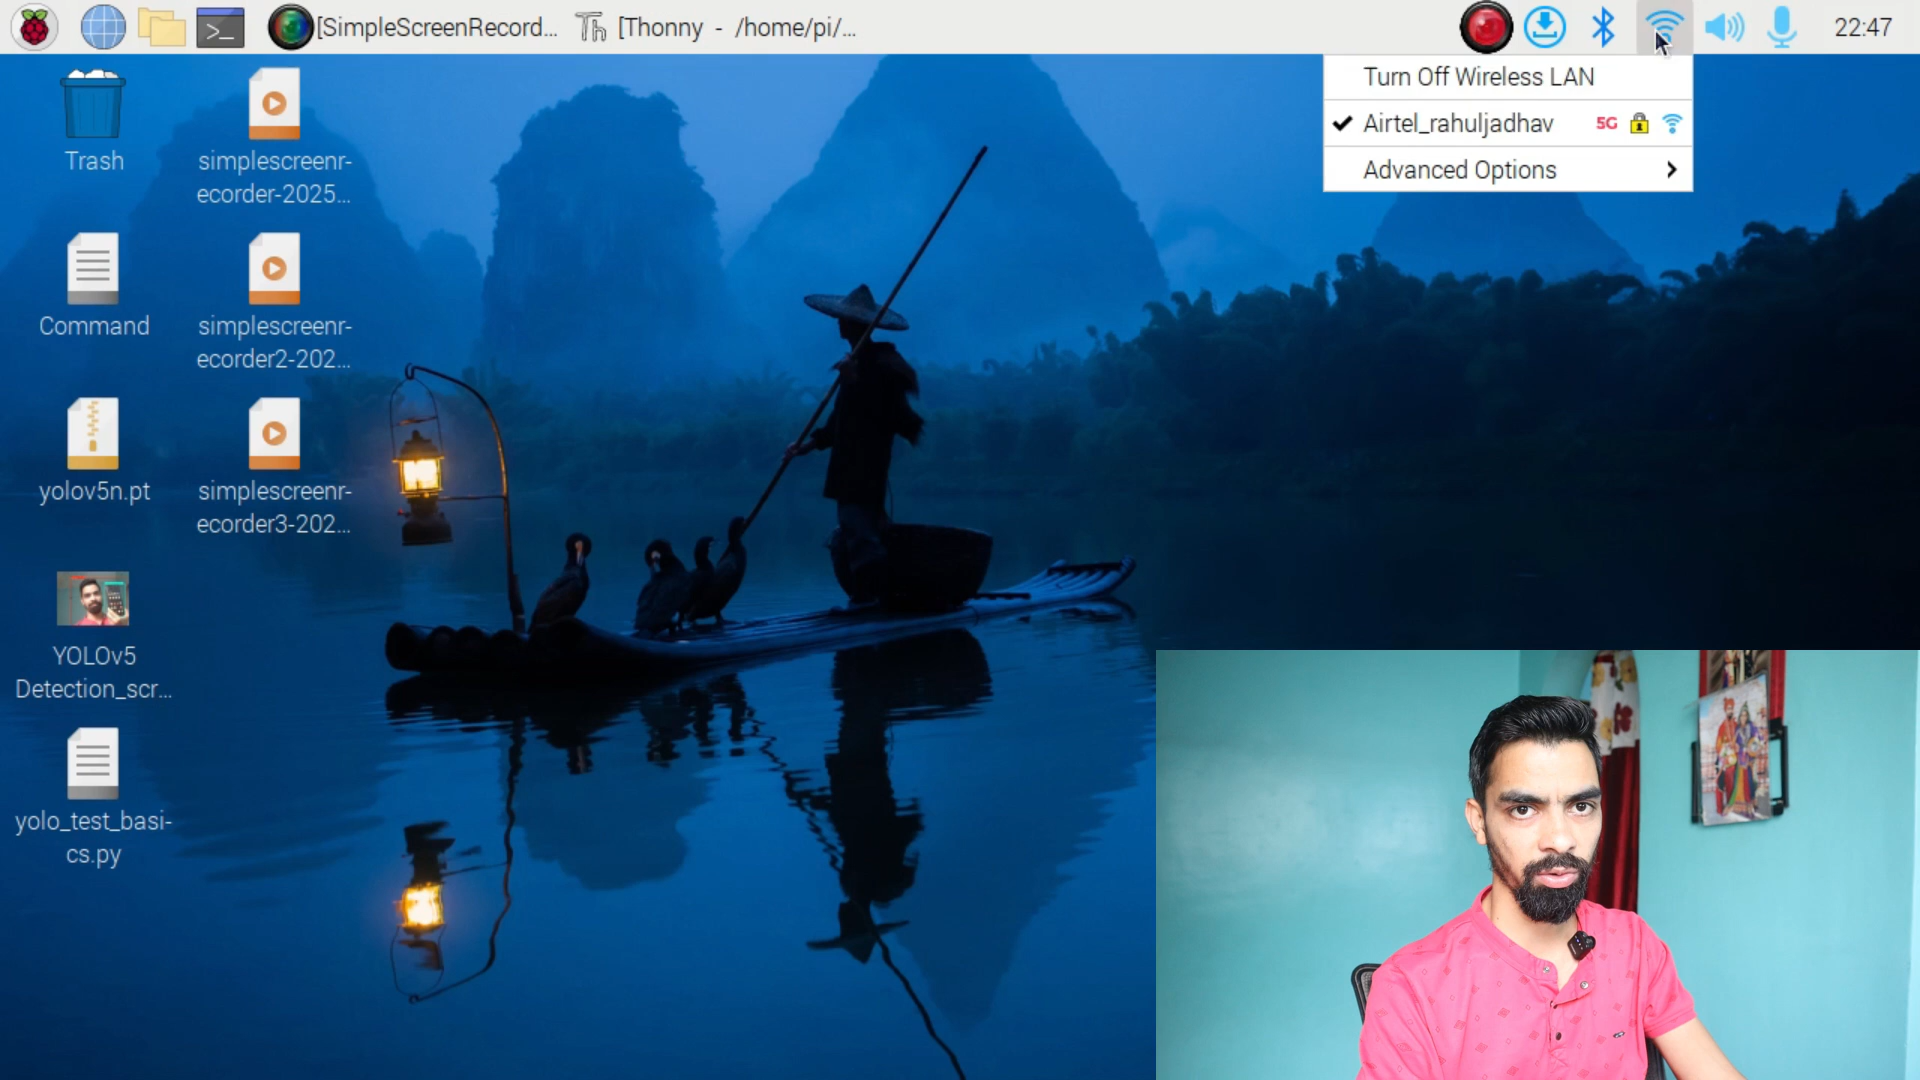 [SimpleScreenRecord...
[Thonny - /home/pi/...
22:47
Turn Off Wireless LAN
Airtel_rahuljadhav 5G
Advanced Options
Trash
simplescreenr-
ecorder-2025...
Command
simplescreenr-
ecorder2-202...
yolov5n.pt
simplescreenr-
ecorder3-202...
YOLOv5
Detection_scr...
yolo_test_basi-
cs.py